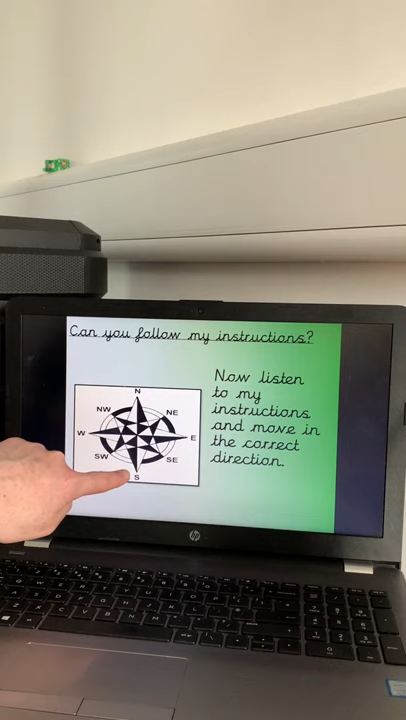 Can you follow my instructions?
Now listen
to my
instructions
and move in
the correct
direction.
N
NW NE
W E
SW SE
S
hp